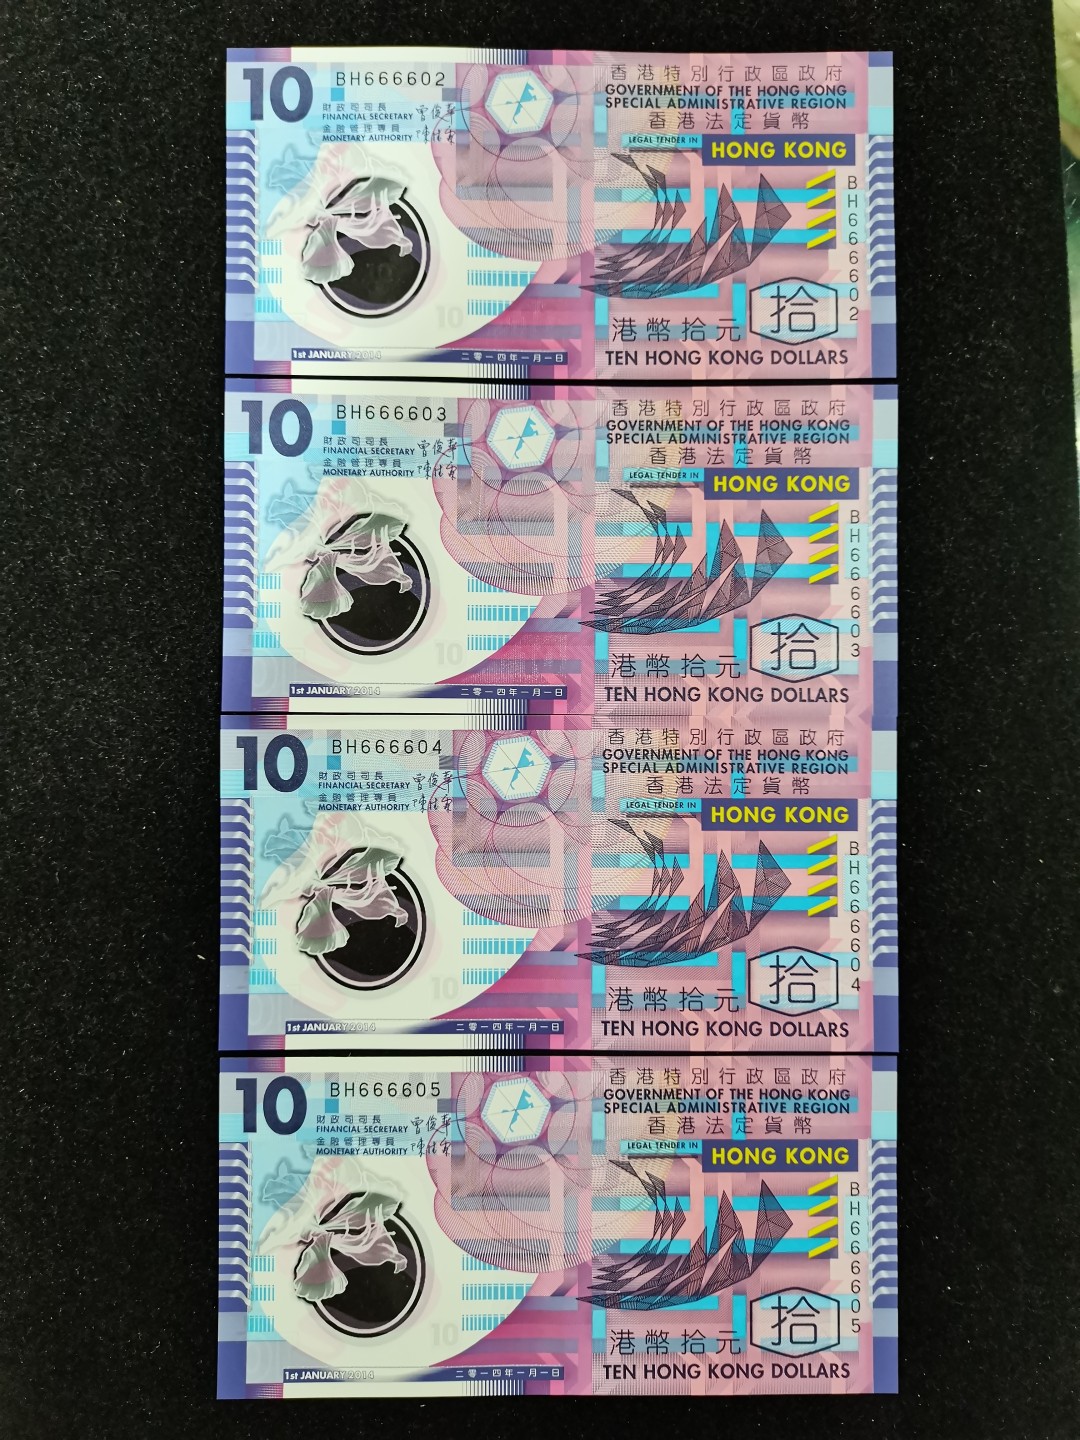 10
BH666602
財政司司長
FINANCIAL SECRETARY
金融管理專員
MONETARY AUTHORITY
香港特別行政區政府
GOVERNMENT OF THE HONG KONG
SPECIAL ADMINISTRATIVE REGION
香港法定貨幣
LEGAL TENDER IN
HONG KONG
BH666602
10
拾
港幣拾元
TEN HONG KONG DOLLARS
1st JANUARY 2014
二零一四年一月一日
10
BH666603
財政司司長
FINANCIAL SECRETARY
金融管理專員
MONETARY AUTHORITY
香港特別行政區政府
GOVERNMENT OF THE HONG KONG
SPECIAL ADMINISTRATIVE REGION
香港法定貨幣
LEGAL TENDER IN
HONG KONG
BH666603
10
拾
港幣拾元
TEN HONG KONG DOLLARS
1st JANUARY 2014
二零一四年一月一日
10
BH666604
財政司司長
FINANCIAL SECRETARY
金融管理專員
MONETARY AUTHORITY
香港特別行政區政府
GOVERNMENT OF THE HONG KONG
SPECIAL ADMINISTRATIVE REGION
香港法定貨幣
LEGAL TENDER IN
HONG KONG
BH666604
10
拾
港幣拾元
TEN HONG KONG DOLLARS
1st JANUARY 2014
二零一四年一月一日
10
BH666605
財政司司長
FINANCIAL SECRETARY
金融管理專員
MONETARY AUTHORITY
香港特別行政區政府
GOVERNMENT OF THE HONG KONG
SPECIAL ADMINISTRATIVE REGION
香港法定貨幣
LEGAL TENDER IN
HONG KONG
BH666605
10
拾
港幣拾元
TEN HONG KONG DOLLARS
1st JANUARY 2014
二零一四年一月一日